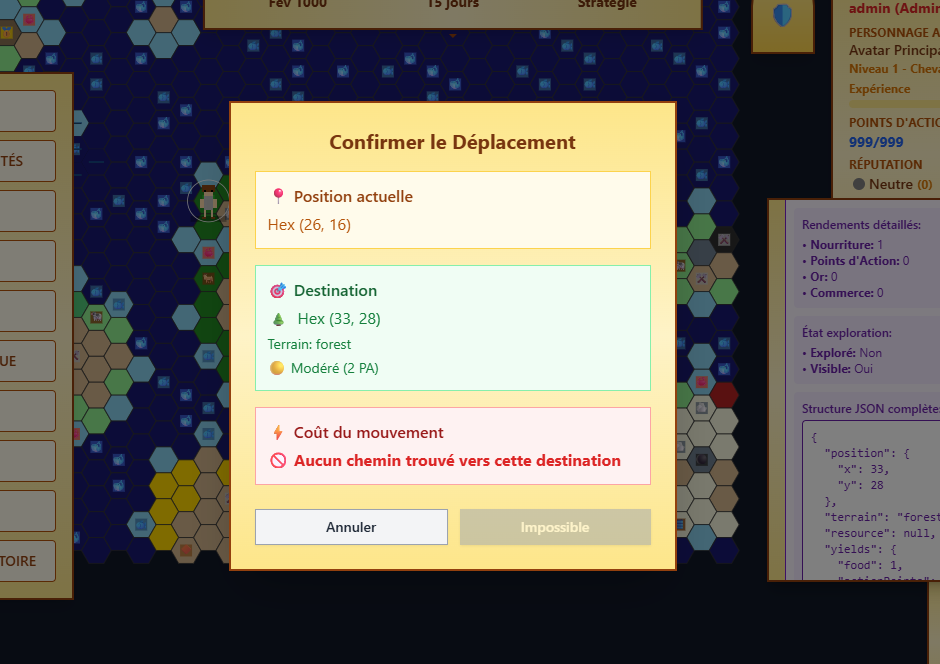 Fév 1000
15 jours
Stratégie
admin (Admin
PERSONNAGE A
Avatar Principa
Niveau 1 - Cheva
Expérience
POINTS D'ACTIO
999/999
RÉPUTATION
Neutre (0)
TÉS
UE
TOIRE
Confirmer le Déplacement
Position actuelle
Hex (26, 16)
Destination
Hex (33, 28)
Terrain: forest
Modéré (2 PA)
Coût du mouvement
Aucun chemin trouvé vers cette destination
Annuler
Impossible
Rendements détaillés:
• Nourriture: 1
• Points d'Action: 0
• Or: 0
• Commerce: 0
État exploration:
• Exploré: Non
• Visible: Oui
Structure JSON complète:
{
"position": {
"x": 33,
"y": 28
},
"terrain": "forest
"resource": null,
"yields": {
"food": 1,
"actionPoints":